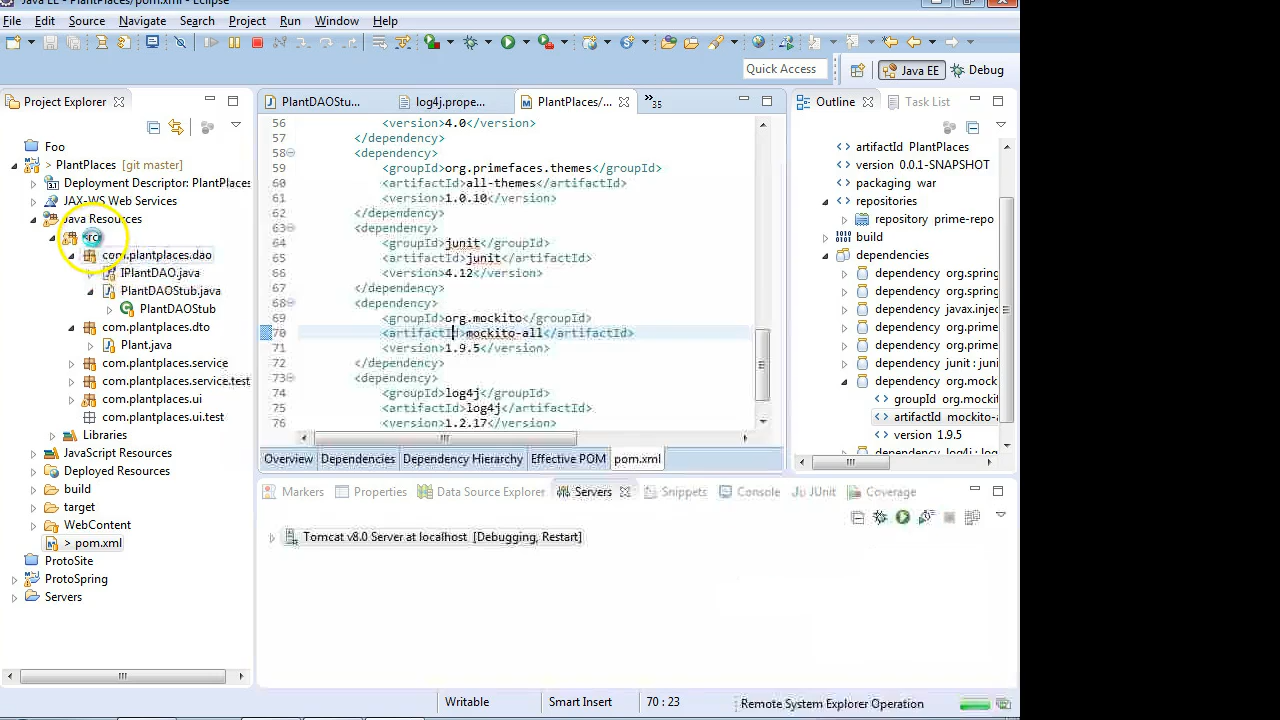 Java EE - PlantPlaces/pom.xml - Eclipse
File Edit Source Navigate Search Project Run Window Help
Quick Access
Java EE
Debug
Project Explorer
PlantDAOStu...
log4j.prope...
PlantPlaces/...
»35
Outline
Task List
Foo
> PlantPlaces [git master]
Deployment Descriptor: PlantPlaces
JAX-WS Web Services
Java Resources
com.plantplaces.dao
IPlantDAO.java
PlantDAOStub.java
PlantDAOStub
com.plantplaces.dto
Plant.java
com.plantplaces.service
com.plantplaces.service.test
com.plantplaces.ui
com.plantplaces.ui.test
Libraries
JavaScript Resources
Deployed Resources
build
target
WebContent
> pom.xml
ProtoSite
ProtoSpring
Servers
56 <version>4.0</version>
57 </dependency>
58 <dependency>
59 <groupId>org.primefaces.themes</groupId>
60 <artifactId>all-themes</artifactId>
61 <version>1.0.10</version>
62 </dependency>
63 <dependency>
64 <groupId>junit</groupId>
65 <artifactId>junit</artifactId>
66 <version>4.12</version>
67 </dependency>
68 <dependency>
69 <groupId>org.mockito</groupId>
70 <artifactId>mockito-all</artifactId>
71 <version>1.9.5</version>
72 </dependency>
73 <dependency>
74 <groupId>log4j</groupId>
75 <artifactId>log4j</artifactId>
76 <version>1.2.17</version>
Overview Dependencies Dependency Hierarchy Effective POM pom.xml
artifactId PlantPlaces
version 0.0.1-SNAPSHOT
packaging war
repositories
repository prime-repo
build
dependencies
dependency org.spring
dependency org.spring
dependency javax.injec
dependency org.prime
dependency org.prime
dependency junit : jun
dependency org.mock
groupId org.mockito
artifactId mockito-a
version 1.9.5
dependency log4j : log
Markers Properties Data Source Explorer Servers Snippets Console JUnit Coverage
Tomcat v8.0 Server at localhost [Debugging, Restart]
Writable
Smart Insert
70 : 23
Remote System Explorer Operation